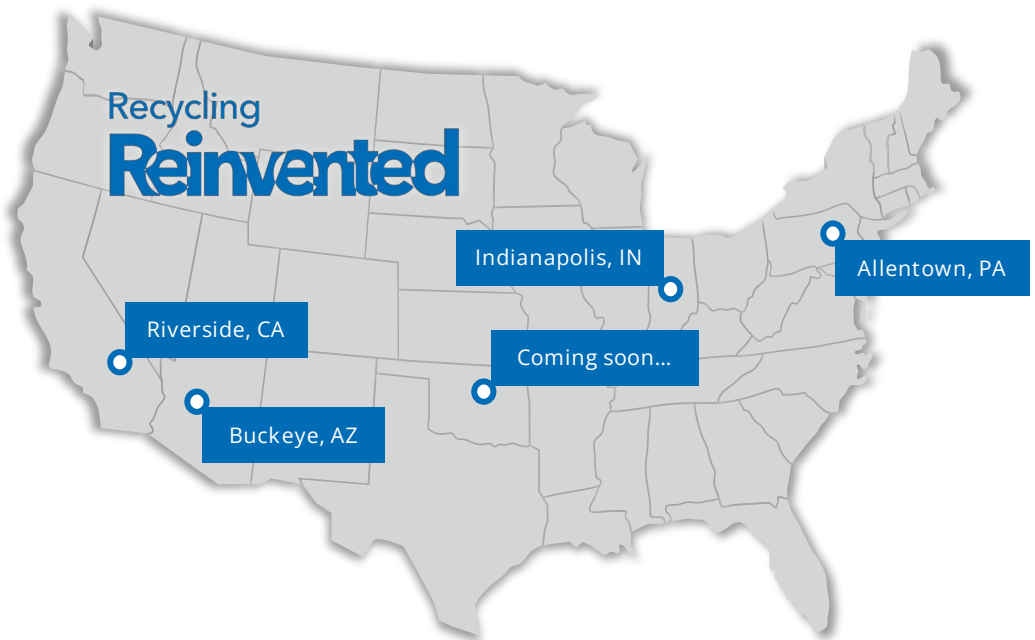 Recycling
Reinvented
Indianapolis, IN
Allentown, PA
Riverside, CA
Coming soon...
Buckeye, AZ